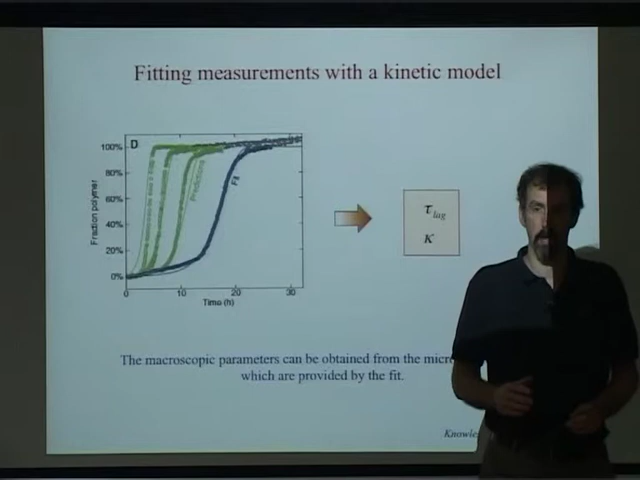 Fitting measurements with a kinetic model
D
100%
80%
60%
40%
20%
0%
Fraction polymer
Predictions
Fit
0
10
20
30
Time (h)
τlag
κ
The macroscopic parameters can be obtained from the micr
which are provided by the fit.
Knowle